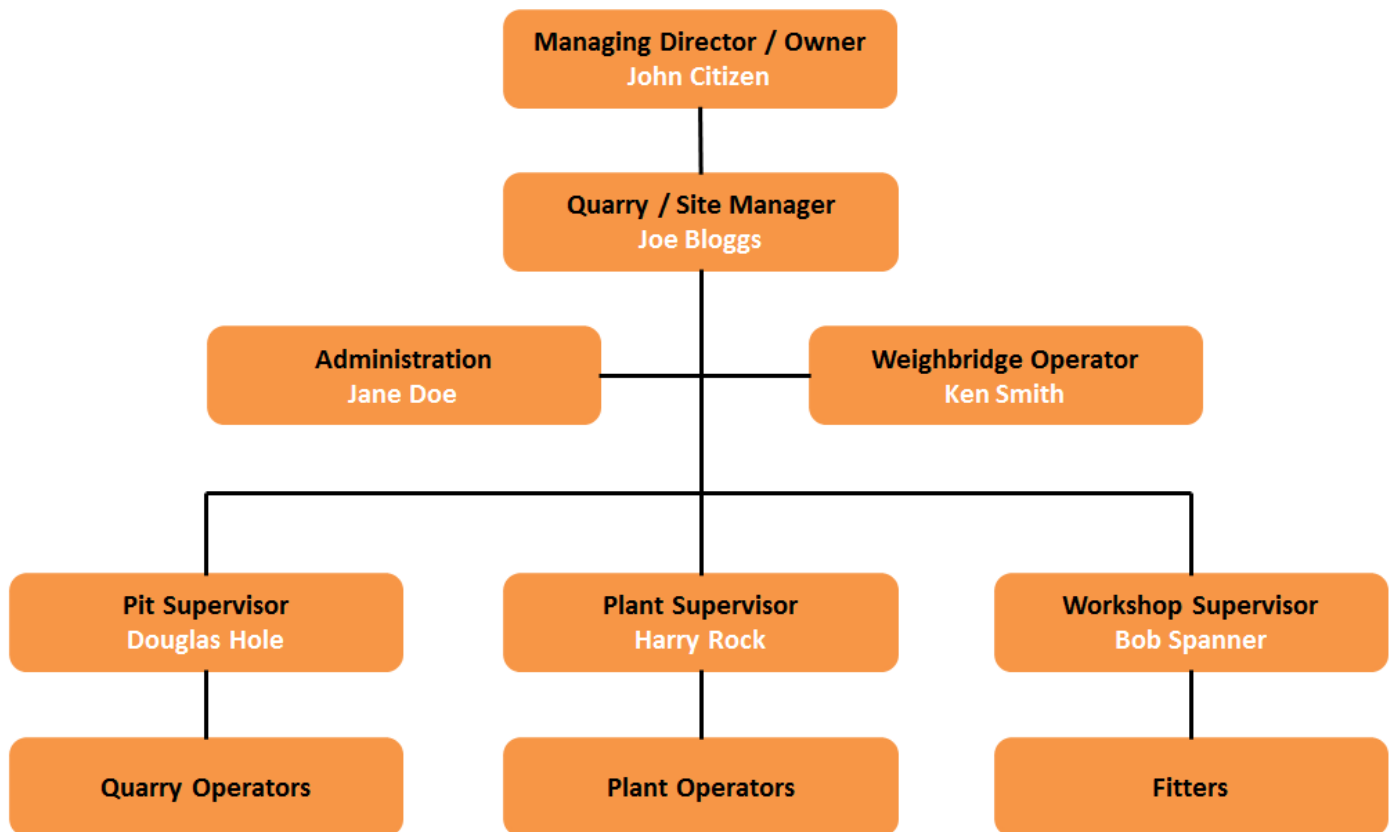 Managing Director / Owner
John Citizen
Quarry / Site Manager
Joe Bloggs
Administration
Jane Doe
Weighbridge Operator
Ken Smith
Pit Supervisor
Douglas Hole
Plant Supervisor
Harry Rock
Workshop Supervisor
Bob Spanner
Quarry Operators
Plant Operators
Fitters